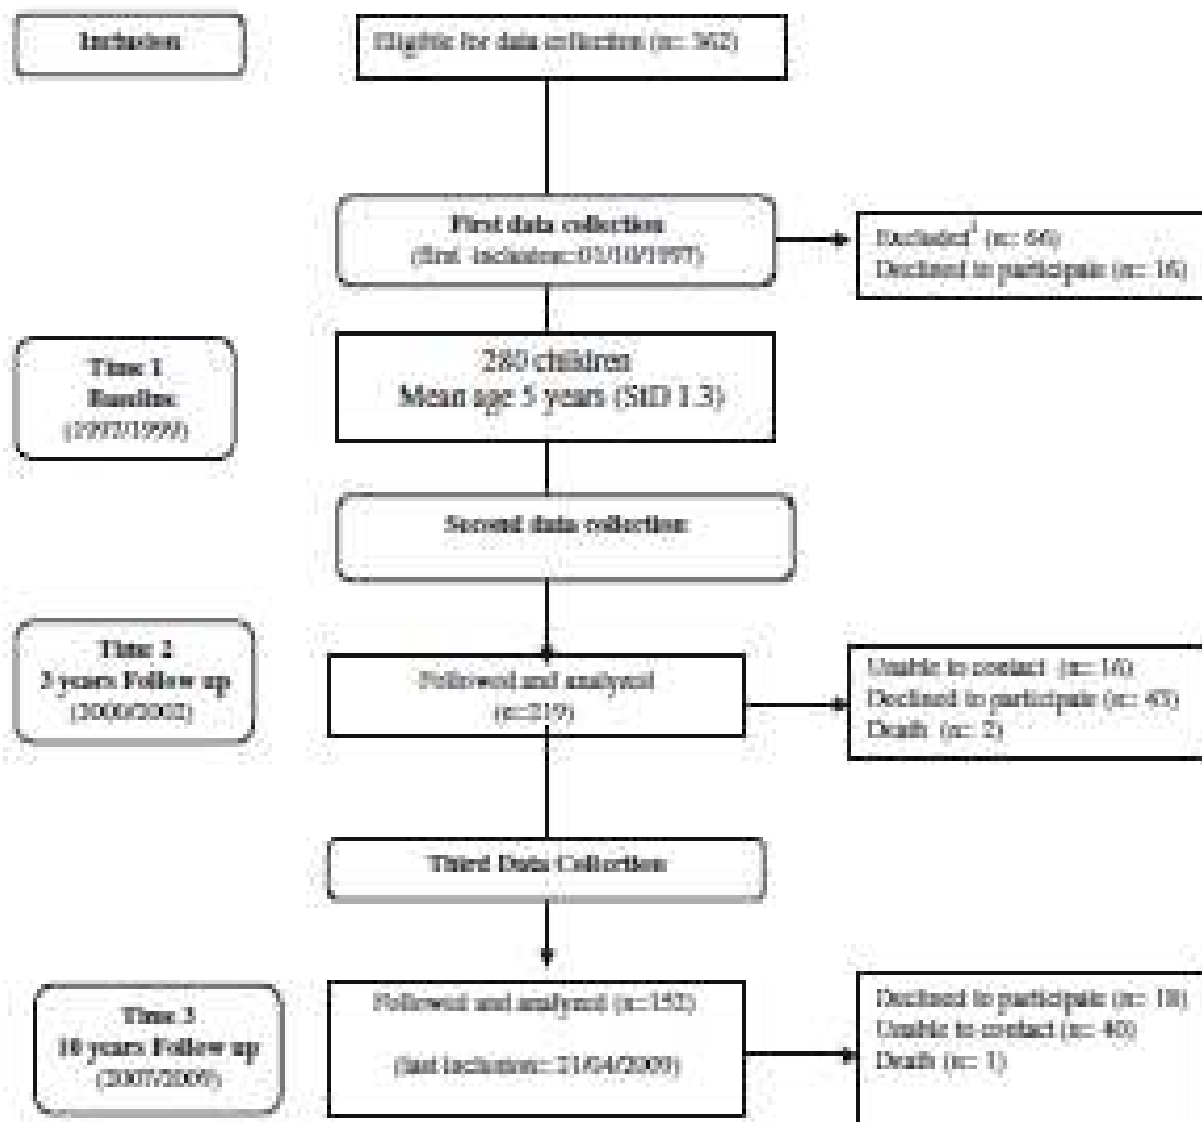 Inclusion
Eligible for data collection (n= 362)
First data collection
(first inclusion=01/10/1997)
Excluded¹ (n= 66)
Declined to participate (n= 16)
Time 1
Baseline
(1997/1999)
280 children
Mean age 5 years (StD 1.3)
Second data collection
Time 2
3 years Follow up
(2000/2002)
Followed and analyzed
(n=219)
Unable to contact (n= 16)
Declined to participate (n=
Death (n= 2)
Third Data Collection
Time 3
10 years Follow up
(2007/2009)
Followed and analyzed (n=152)
(last inclusion= 21/04/2009)
Declined to participate (n= 18)
Unable to contact (n= 40)
Death (n= 1)